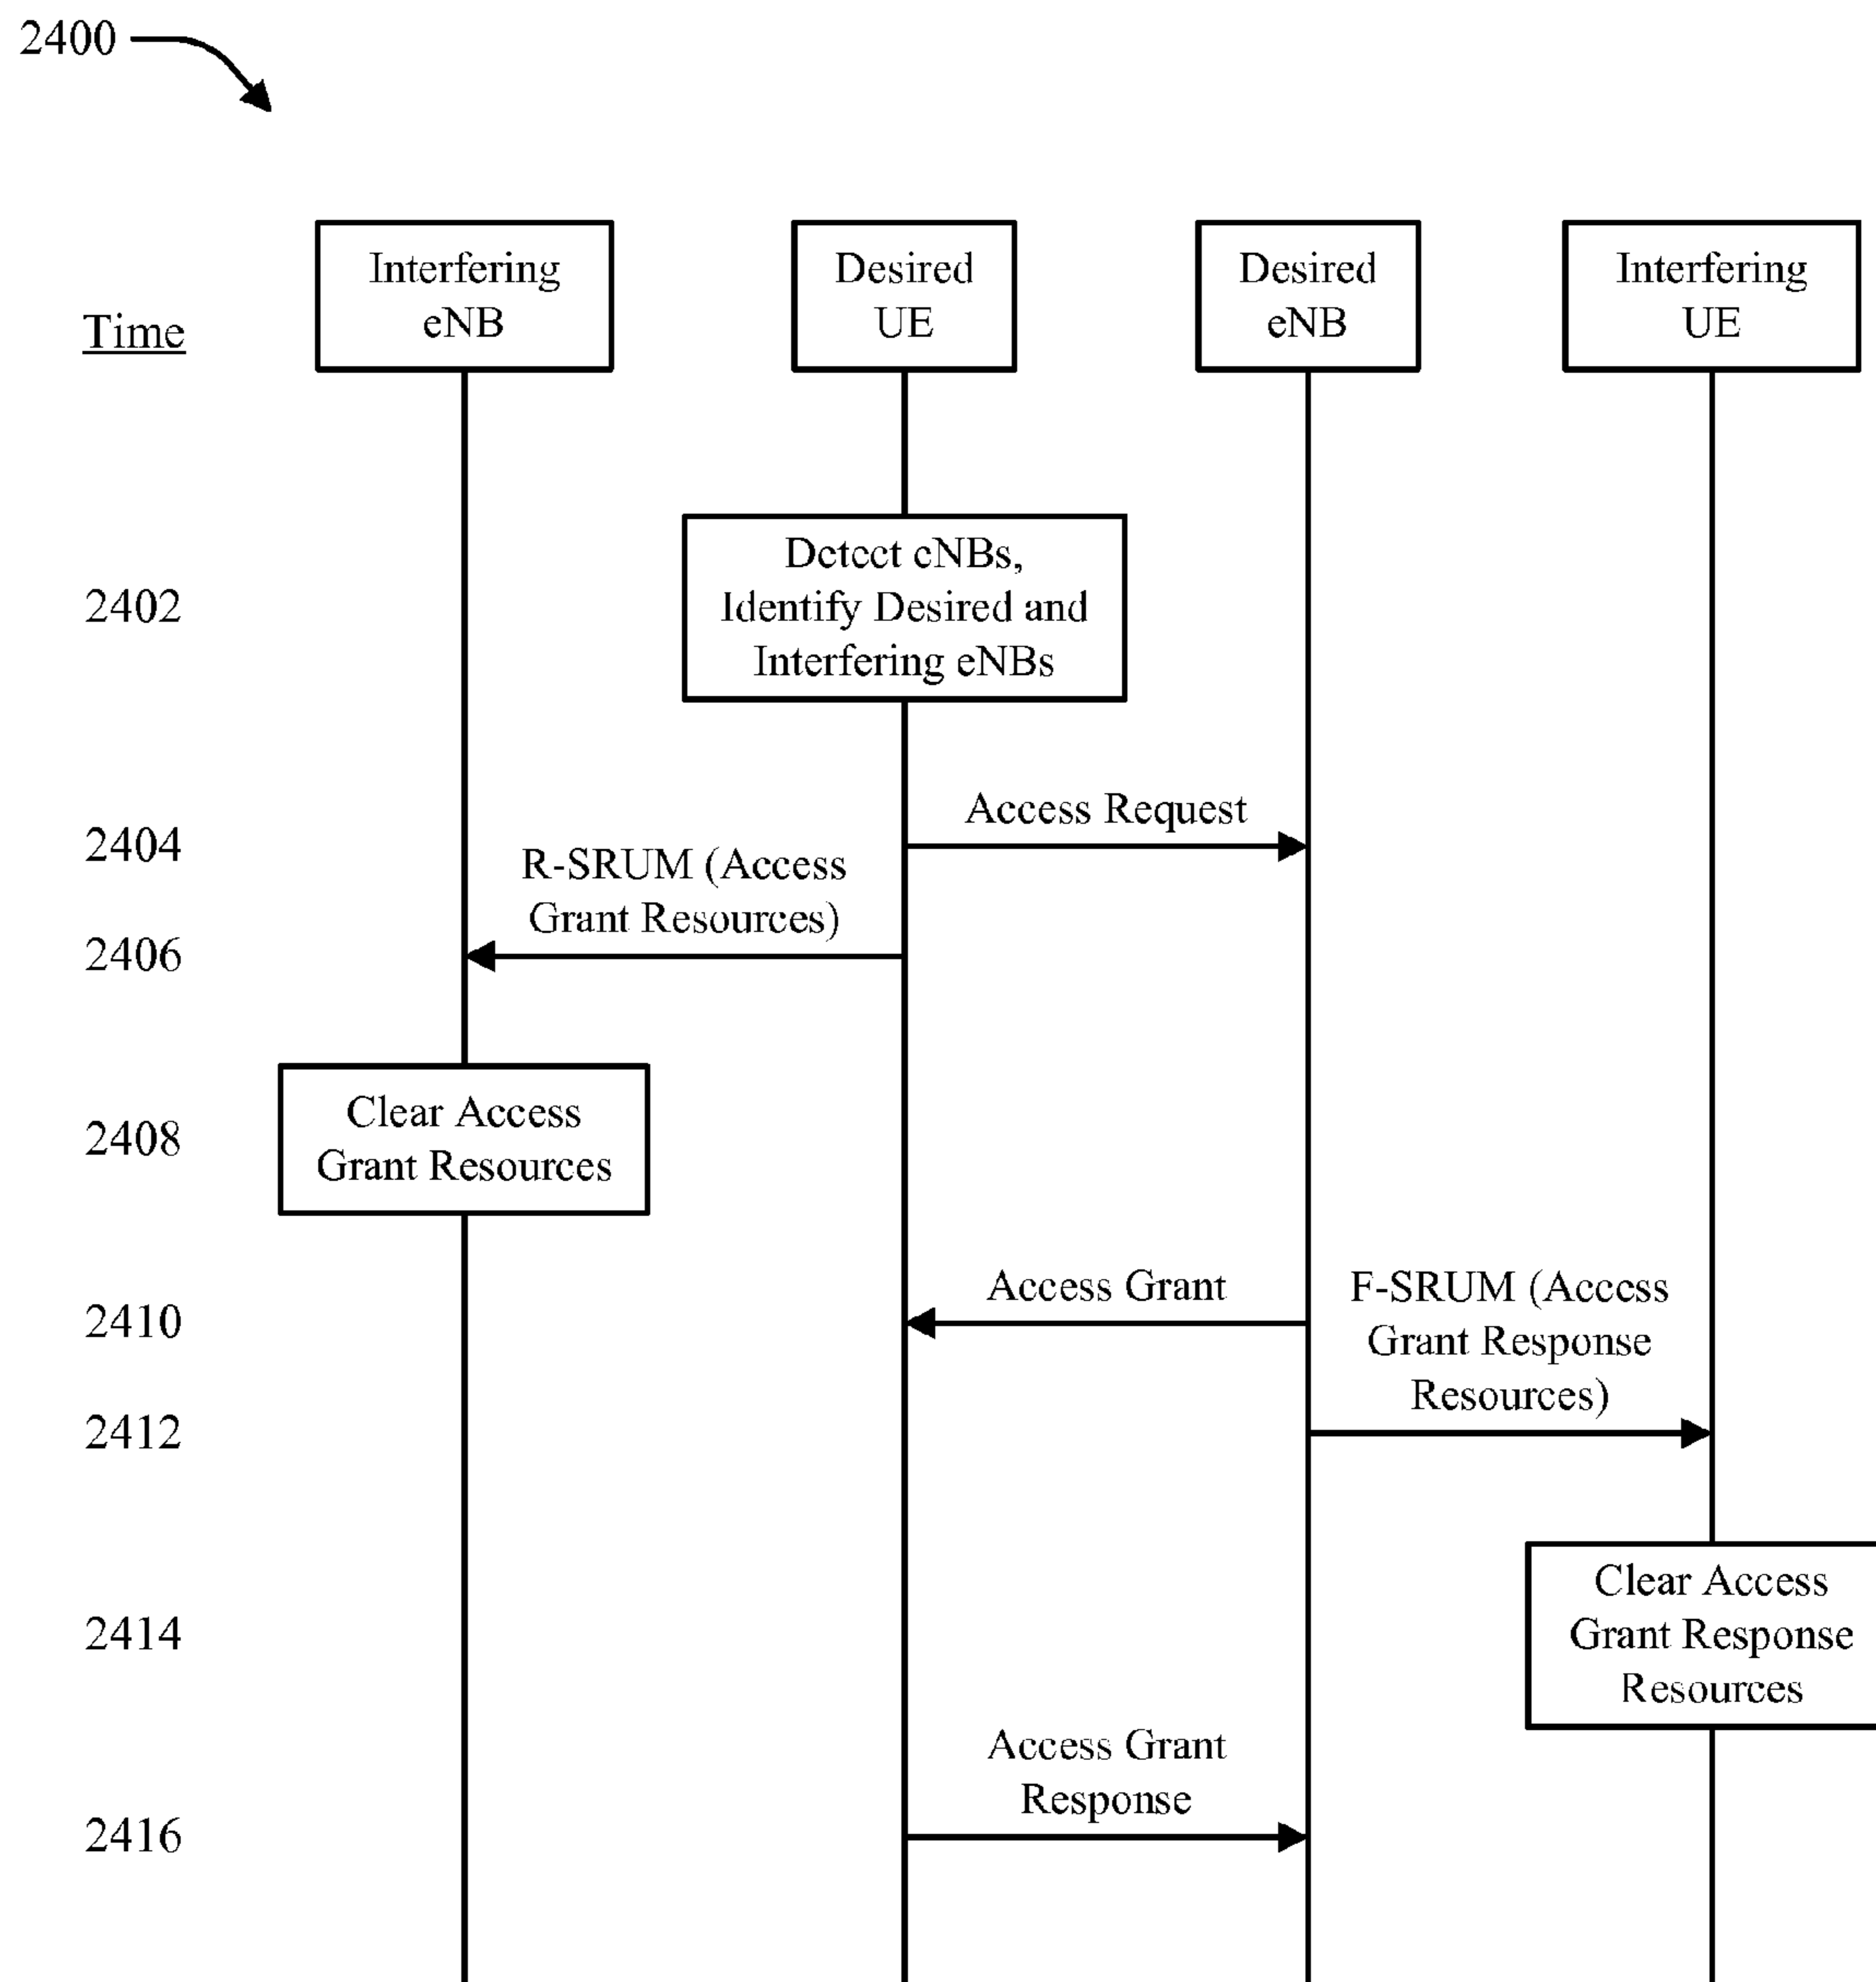 2400
Interfering
eNB
Desired
UE
Desired
eNB
Interfering
UE
Time
2402
Detect eNBs,
Identify Desired and
Interfering eNBs
2404
Access Request
R-SRUM (Access
Grant Resources)
2406
2408
Clear Access
Grant Resources
2410
Access Grant
F-SRUM (Access
Grant Response
Resources)
2412
2414
Clear Access
Grant Response
Resources
Access Grant
Response
2416